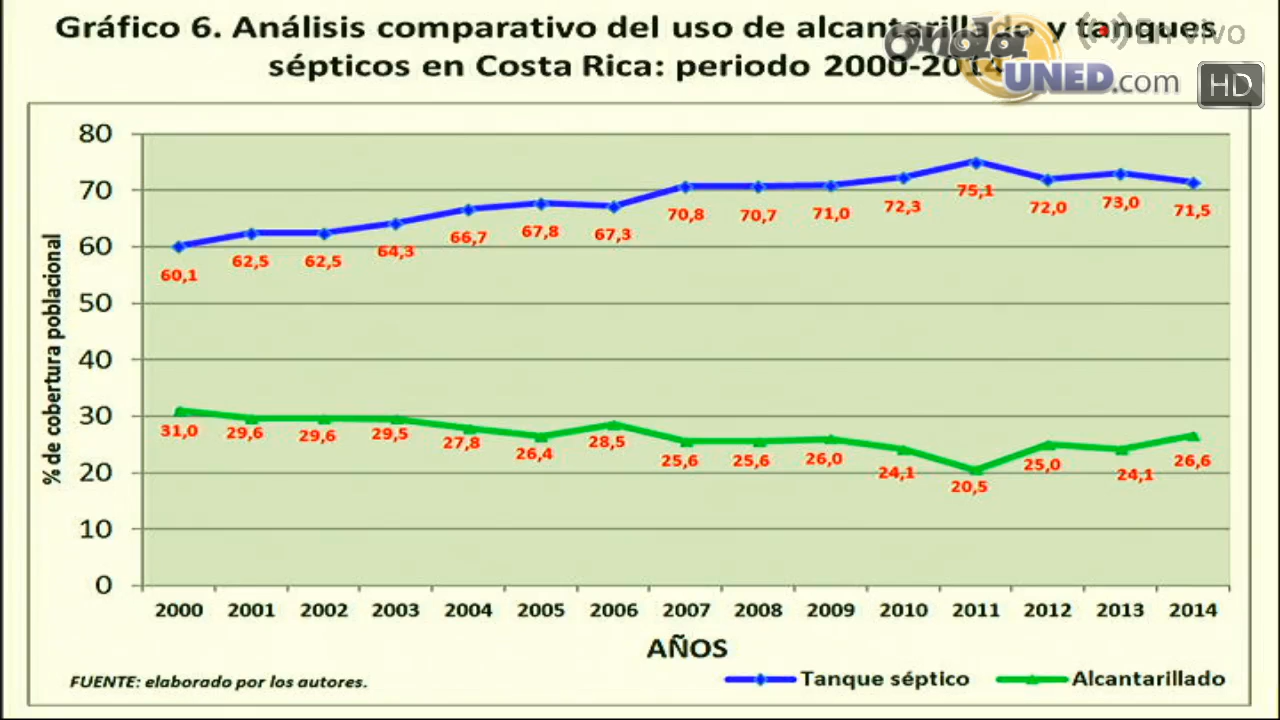 Gráfico 6. Análisis comparativo del uso de alcantarillado y tanques
sépticos en Costa Rica: periodo 2000-2014
onda
UNED.com
En vivo
HD
% de cobertura poblacional
80
70
60
50
40
30
20
10
0
60,1 62,5 62,5 64,3 66,7 67,8 67,3 70,8 70,7 71,0 72,3 75,1 72,0 73,0 71,5
31,0 29,6 29,6 29,5 27,8 26,4 28,5 25,6 25,6 26,0 24,1 20,5 25,0 24,1 26,6
2000 2001 2002 2003 2004 2005 2006 2007 2008 2009 2010 2011 2012 2013 2014
AÑOS
FUENTE: elaborado por los autores.
Tanque séptico Alcantarillado